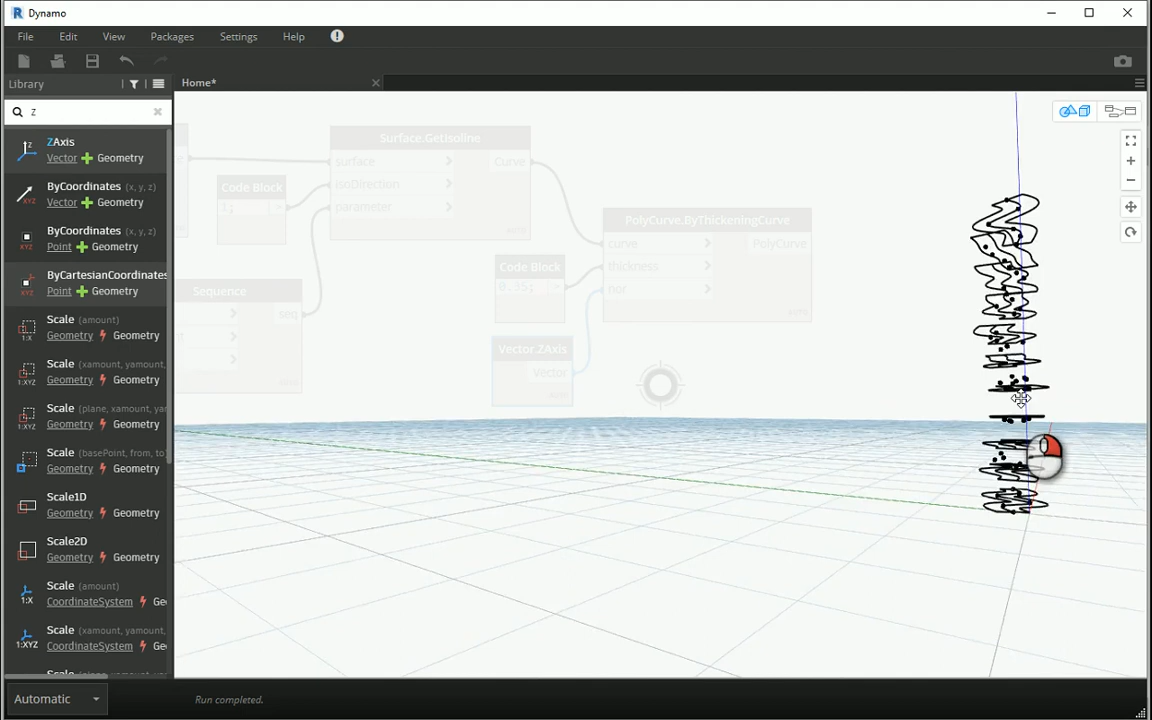 R Dynamo
File Edit View Packages Settings Help
Library
Home*
z
ZAxis
Vector Geometry
ByCoordinates (x, y, z)
Vector Geometry
ByCoordinates (x, y, z)
Point Geometry
ByCartesianCoordinates
Point Geometry
Scale (amount)
Geometry Geometry
Scale (xamount, yamount,
Geometry Geometry
Scale (plane, xamount, ya
Geometry Geometry
Scale (basePoint, from, to)
Geometry Geometry
Scale1D
Geometry Geometry
Scale2D
Geometry Geometry
Scale (amount)
CoordinateSystem Geo
Scale (xamount, yamount,
CoordinateSystem Geo
Surface.GetIsoline
surface > Curve
isoDirection >
parameter >
Code Block
1; >
Sequence
> seq
>
>
PolyCurve.ByThickeningCurve
curve > PolyCurve
thickness >
nor >
Code Block
0.35; >
Vector.ZAxis
Vector
Automatic
Run completed.